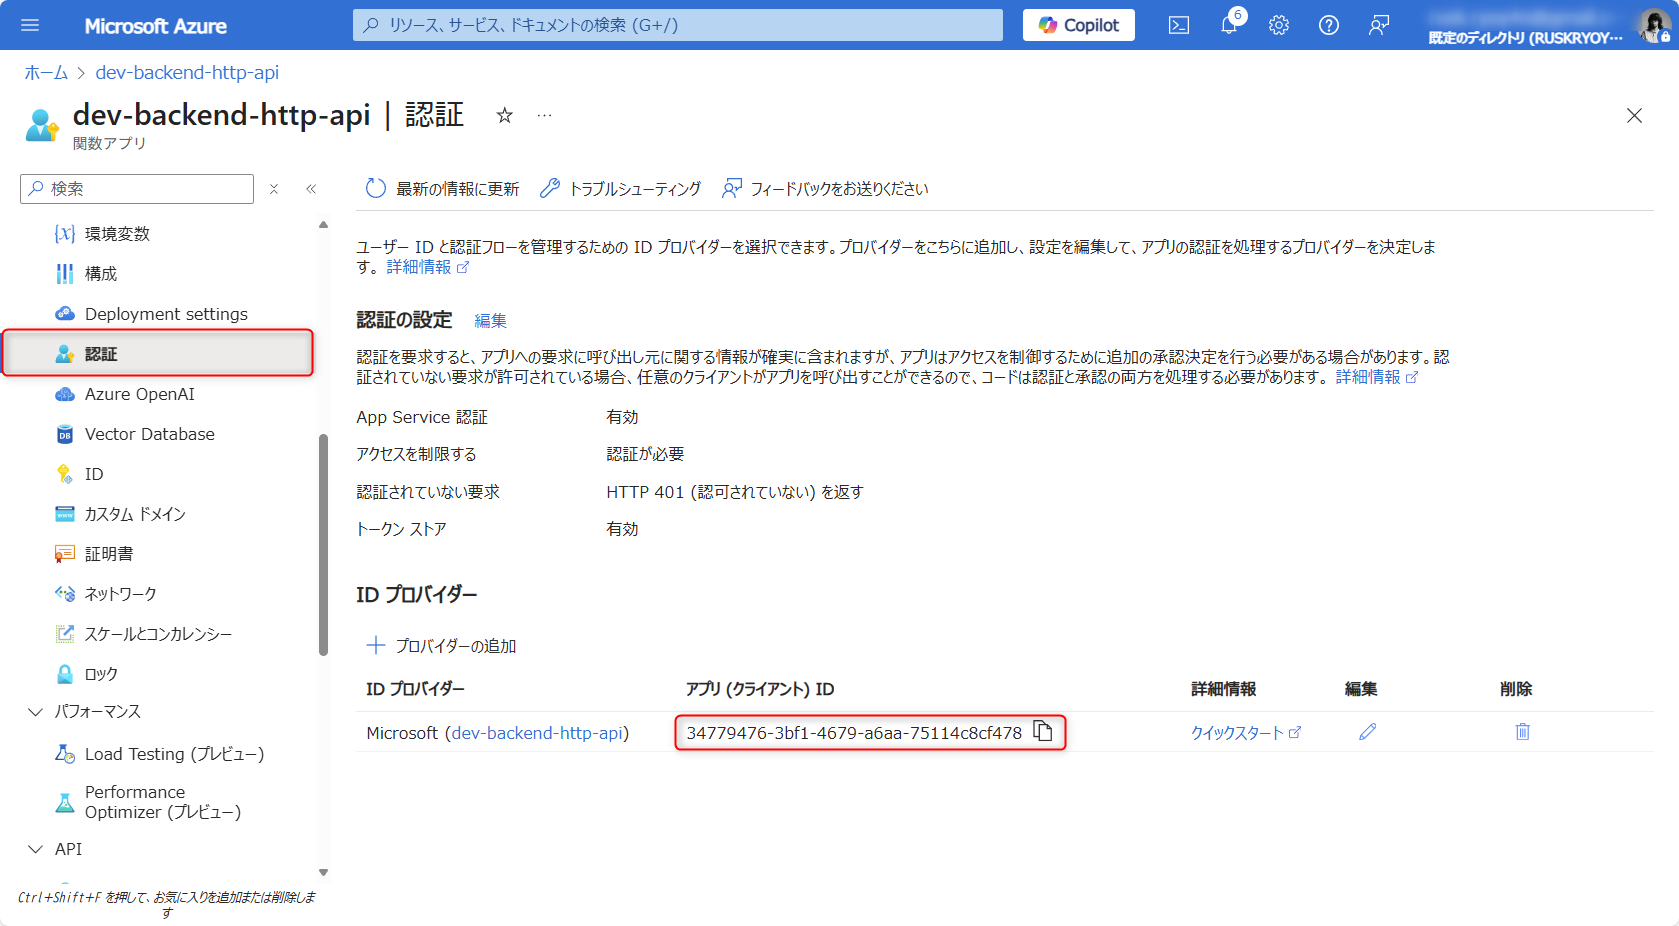 Microsoft Azure
リソース、サービス、ドキュメントの検索 (G+/)
Copilot
6
既定のディレクトリ (RUSKRYOY…
ホーム > dev-backend-http-api
dev-backend-http-api | 認証
関数アプリ
検索
環境変数
構成
Deployment settings
認証
Azure OpenAI
DB
Vector Database
ID
www
カスタム ドメイン
証明書
ネットワーク
スケールとコンカレンシー
ロック
パフォーマンス
Load Testing (プレビュー)
Performance
Optimizer (プレビュー)
API
Ctrl+Shift+F を押して、お気に入りを追加または削除しま
す
最新の情報に更新
トラブルシューティング
フィードバックをお送りください
ユーザー ID と認証フローを管理するための ID プロバイダーを選択できます。プロバイダーをこちらに追加し、設定を編集して、アプリの認証を処理するプロバイダーを決定しま
す。 詳細情報
認証の設定 編集
認証を要求すると、アプリへの要求に呼び出し元に関する情報が確実に含まれますが、アプリはアクセスを制御するために追加の承認決定を行う必要がある場合があります。認
証されていない要求が許可されている場合、任意のクライアントがアプリを呼び出すことができるので、コードは認証と承認の両方を処理する必要があります。 詳細情報
App Service 認証 有効
アクセスを制限する 認証が必要
認証されていない要求 HTTP 401 (認可されていない) を返す
トークン ストア 有効
ID プロバイダー
プロバイダーの追加
ID プロバイダー アプリ (クライアント) ID 詳細情報 編集 削除
Microsoft (dev-backend-http-api) 34779476-3bf1-4679-a6aa-75114c8cf478 クイックスタート